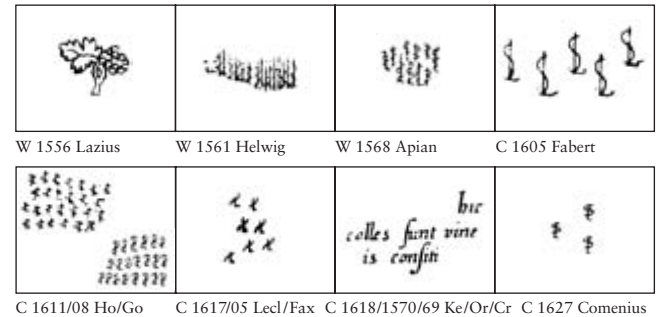 W 1556 Lazius
W 1561 Helwig
W 1568 Apian
C 1605 Fabert
hic
colles sunt vine
is consiti
C 1611/08 Ho/Go
C 1617/05 Lecl/Fax
C 1618/1570/69 Ke/Or/Cr
C 1627 Comenius